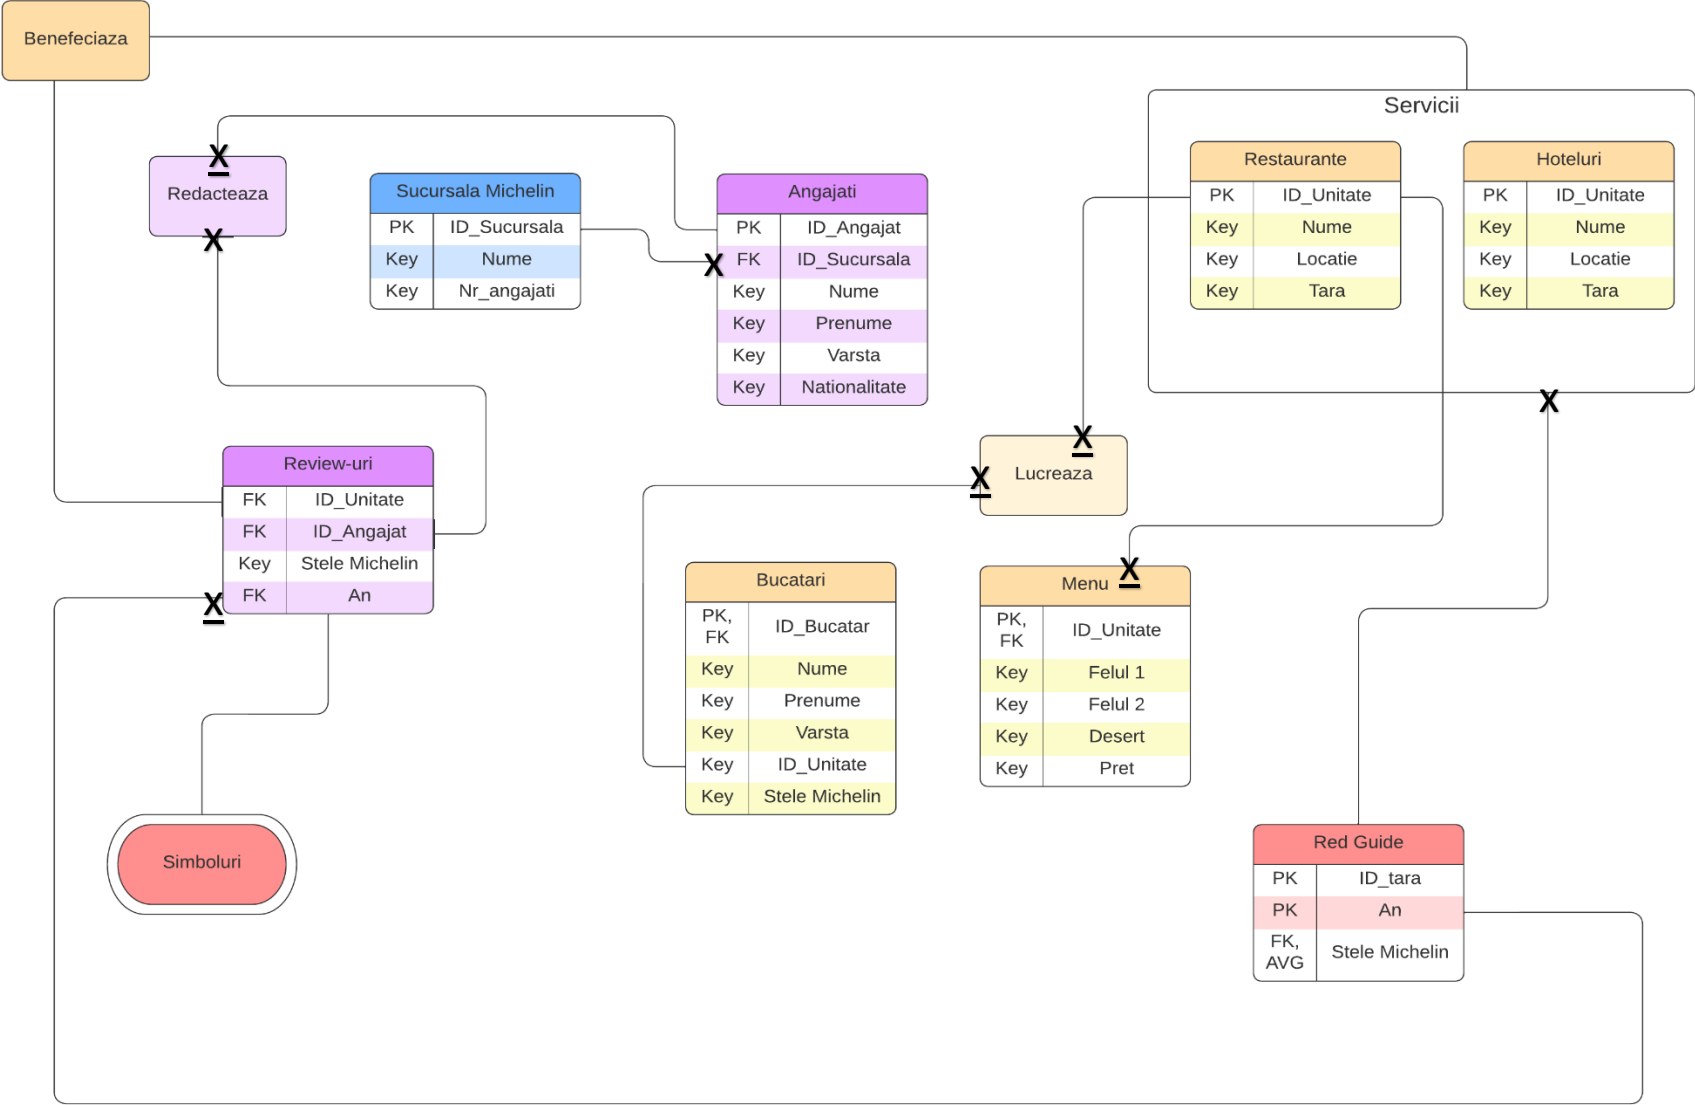 Benefeciaza
Servicii
Redacteaza
X
X
Sucursala Michelin
PK ID_Sucursala
Key Nume
Key Nr_angajati
Angajati
PK ID_Angajat
X FK ID_Sucursala
Key Nume
Key Prenume
Key Varsta
Key Nationalitate
Restaurante
PK ID_Unitate
Key Nume
Key Locatie
Key Tara
Hoteluri
PK ID_Unitate
Key Nume
Key Locatie
Key Tara
X
X
X Lucreaza
Review-uri
FK ID_Unitate
FK ID_Angajat
Key Stele Michelin
X FK An
Bucatari
PK,
FK ID_Bucatar
Key Nume
Key Prenume
Key Varsta
Key ID_Unitate
Key Stele Michelin
Menu X
PK,
FK ID_Unitate
Key Felul 1
Key Felul 2
Key Desert
Key Pret
Simboluri
Red Guide
PK ID_tara
PK An
FK,
AVG Stele Michelin